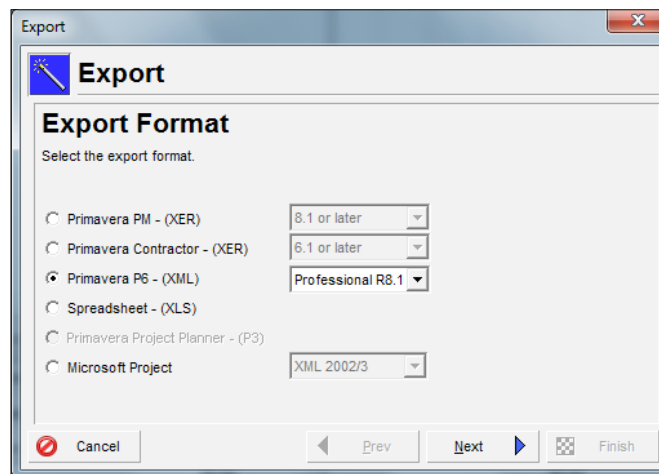 Export
Export
Export Format
Select the export format.
Primavera PM - (XER) 8.1 or later
Primavera Contractor - (XER) 6.1 or later
Primavera P6 - (XML) Professional R8.1
Spreadsheet - (XLS)
Primavera Project Planner - (P3)
Microsoft Project XML 2002/3
Cancel Prev Next Finish